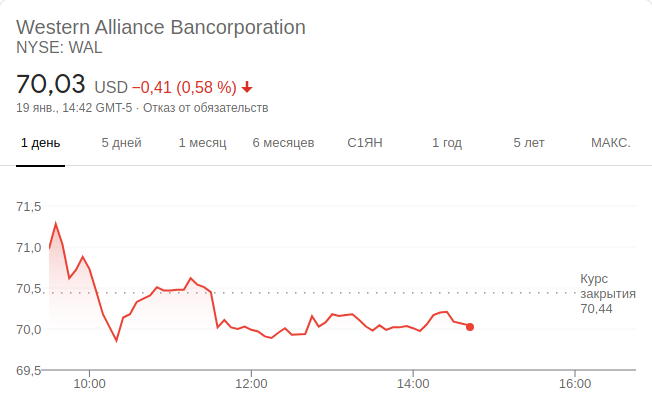 Western Alliance Bancorporation
NYSE: WAL
70,03 USD −0,41 (0,58 %)
19 янв., 14:42 GMT-5 · Отказ от обязательств
1 день 5 дней 1 месяц 6 месяцев С1ЯН 1 год 5 лет МАКС.
71,5
71,0
70,5
70,0
69,5
Курс
закрытия
70,44
10:00 12:00 14:00 16:00